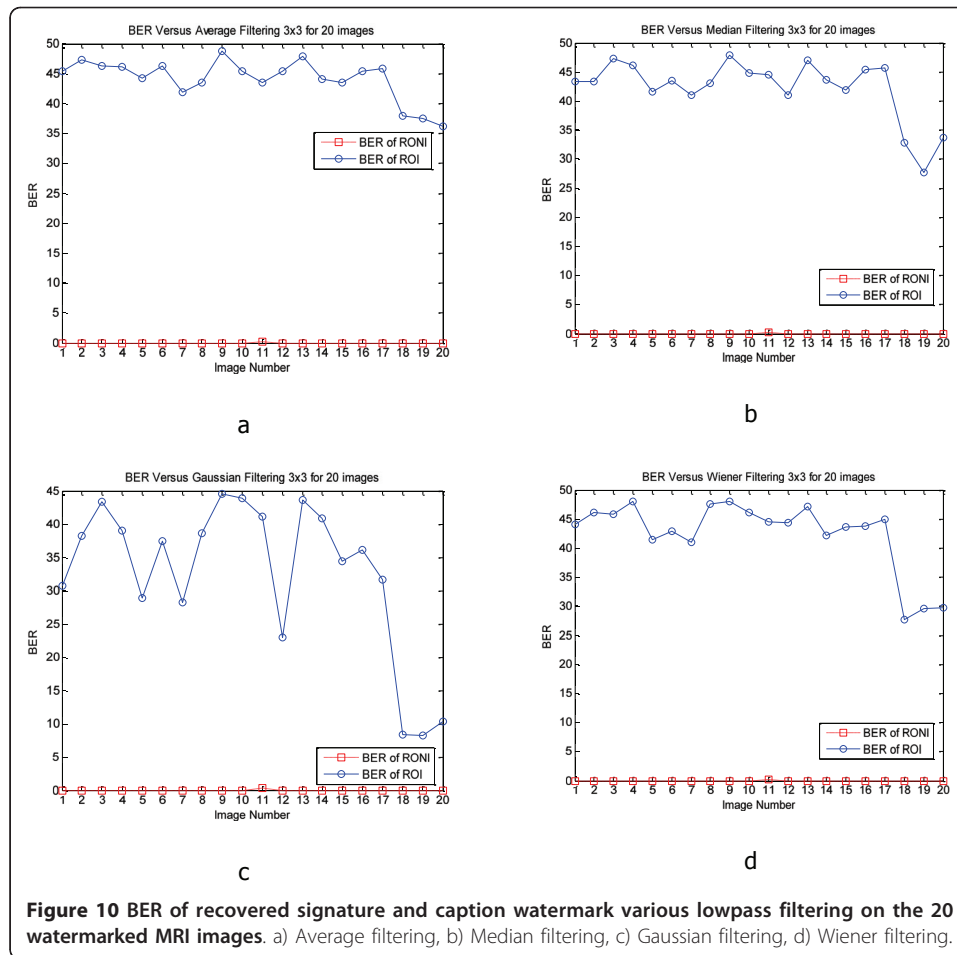 BER Versus Average Filtering 3x3 for 20 images
50
45
40
35
30
25
20
15
10
5
0
BER
BER of RONI
BER of ROI
1 2 3 4 5 6 7 8 9 10 11 12 13 14 15 16 17 18 19 20
Image Number
a
BER Versus Median Filtering 3x3 for 20 images
50
45
40
35
30
25
20
15
10
5
0
BER
BER of RONI
BER of ROI
1 2 3 4 5 6 7 8 9 10 11 12 13 14 15 16 17 18 19 20
Image Number
b
BER Versus Gaussian Filtering 3x3 for 20 images
45
40
35
30
25
20
15
10
5
0
BER
BER of RONI
BER of ROI
1 2 3 4 5 6 7 8 9 10 11 12 13 14 15 16 17 18 19 20
Image Number
c
BER Versus Wiener Filtering 3x3 for 20 images
50
45
40
35
30
25
20
15
10
5
0
BER
BER of RONI
BER of ROI
1 2 3 4 5 6 7 8 9 10 11 12 13 14 15 16 17 18 19 20
Image Number
d
Figure 10 BER of recovered signature and caption watermark various lowpass filtering on the 20
watermarked MRI images. a) Average filtering, b) Median filtering, c) Gaussian filtering, d) Wiener filtering.